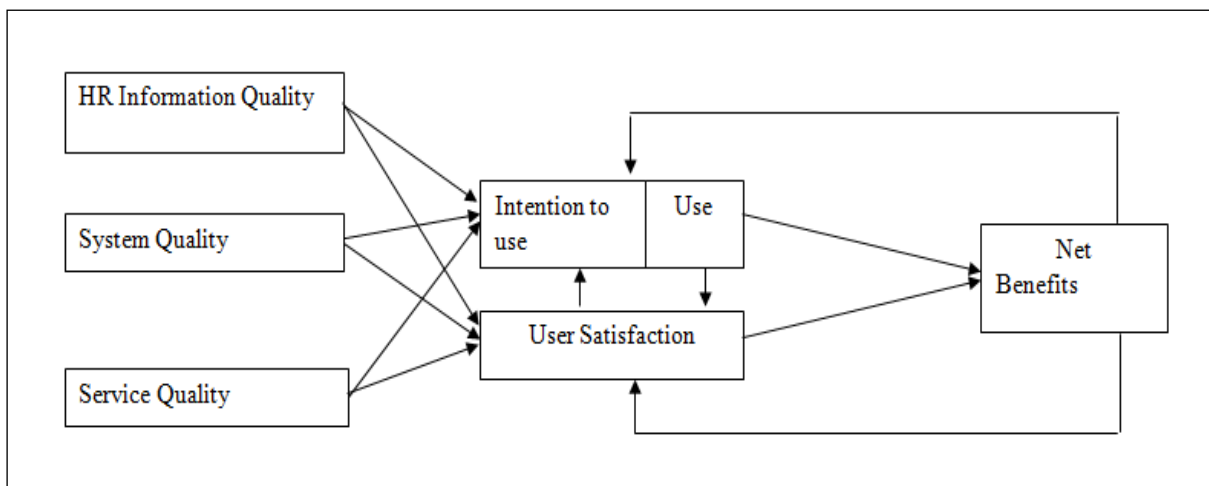 HR Information Quality
System Quality
Service Quality
Intention to
use
Use
User Satisfaction
Net
Benefits